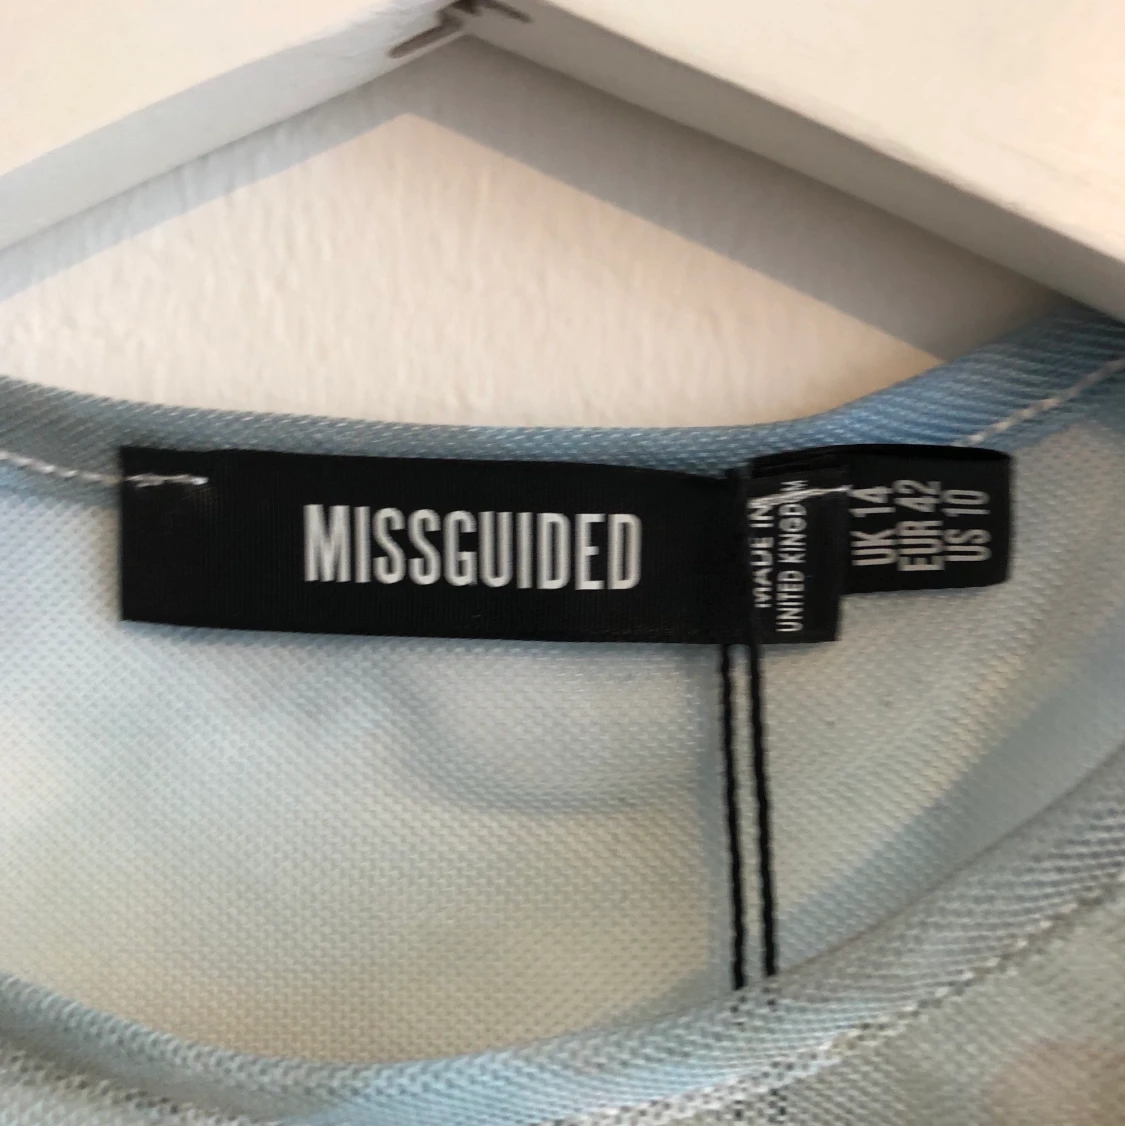 MISSGUIDED
MADE IN
UNITED KINGDOM
UK 14
EUR 42
US 10